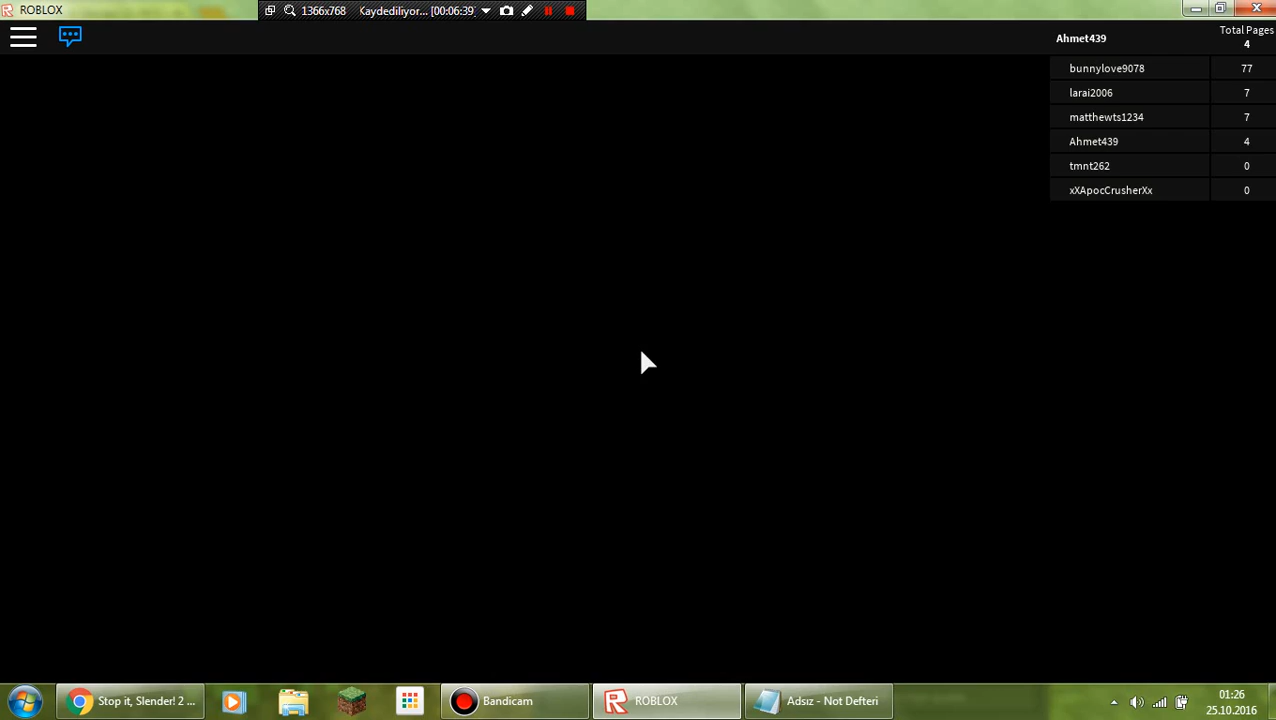 ROBLOX
1366x768 Kaydediliyor... [00:06:39]
Ahmet439
Total Pages
4
bunnylove9078 77
larai2006 7
matthewts1234 7
Ahmet439 4
tmnt262 0
xXApocCrusherXx 0
Stop it, Slender! 2 ...
Bandicam
ROBLOX
Adsız - Not Defteri
01:26
25.10.2016